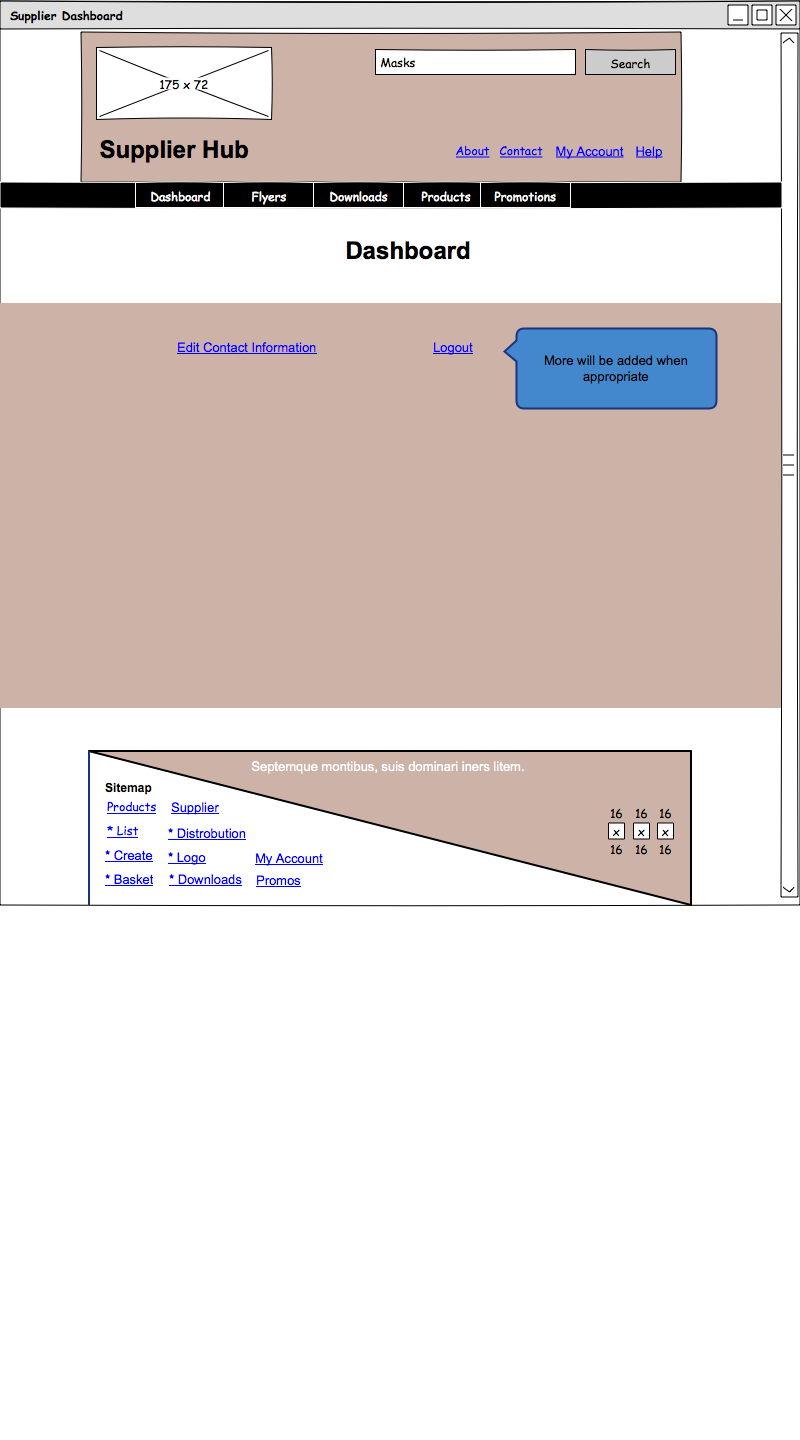 Supplier Dashboard
Masks
Search
175 x 72
Supplier Hub
About Contact My Account Help
Dashboard Flyers Downloads Products Promotions
Dashboard
Edit Contact Information Logout
More will be added when
appropriate
Septemque montibus, suis dominari iners litem.
Sitemap
Products Supplier
* List * Distrobution
* Create * Logo My Account
* Basket * Downloads Promos
16 16 16
x x x
16 16 16